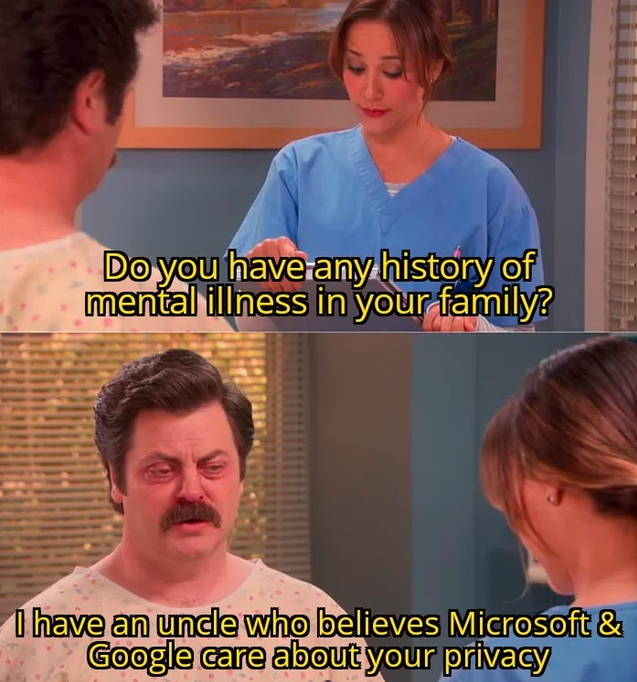 Do you have any history of
mental illness in your family?
I have an uncle who believes Microsoft &
Google care about your privacy